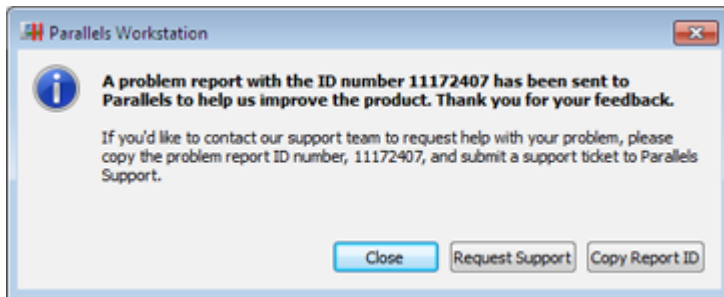 Parallels Workstation
A problem report with the ID number 11172407 has been sent to
Parallels to help us improve the product. Thank you for your feedback.
If you'd like to contact our support team to request help with your problem, please
copy the problem report ID number, 11172407, and submit a support ticket to Parallels
Support.
Close Request Support Copy Report ID